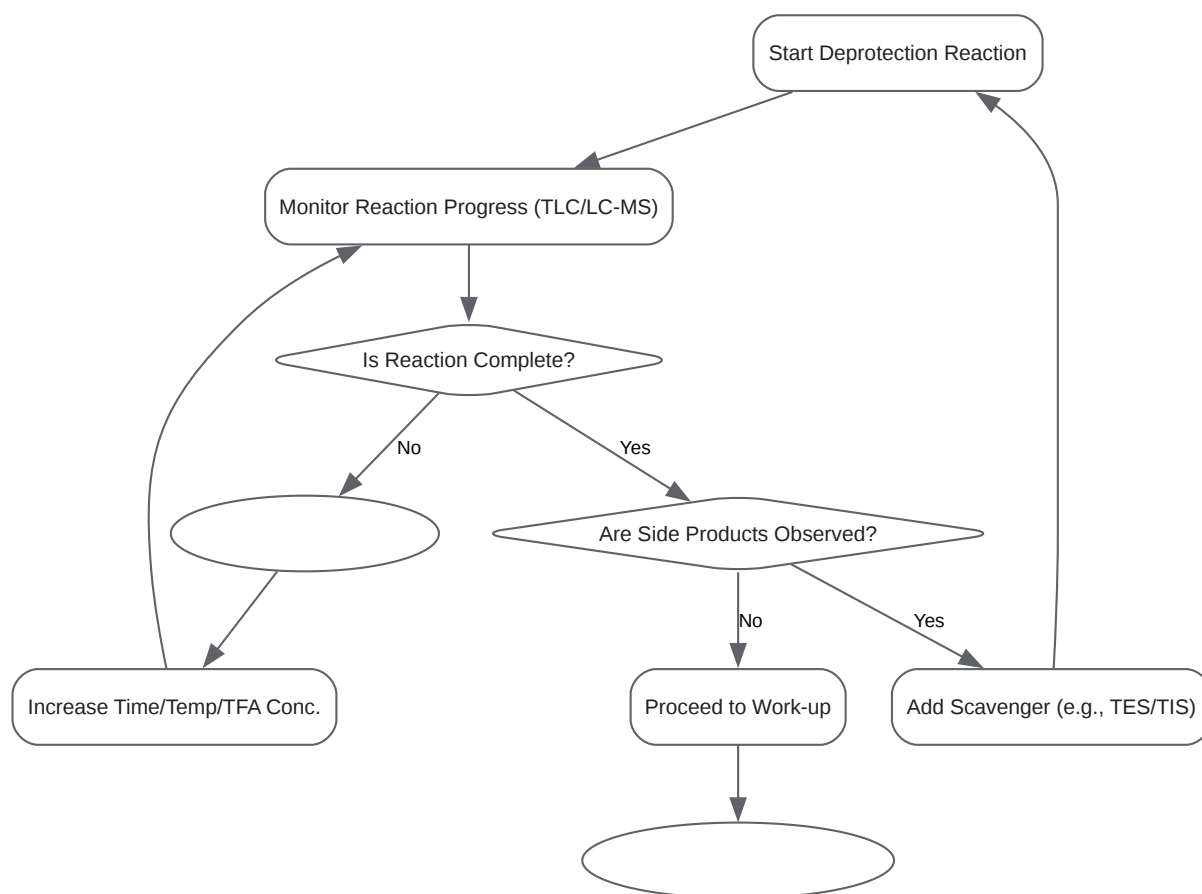 Start Deprotection Reaction
Monitor Reaction Progress (TLC/LC-MS)
Is Reaction Complete?
No
Yes
Are Side Products Observed?
No
Yes
Increase Time/Temp/TFA Conc.
Proceed to Work-up
Add Scavenger (e.g., TES/TIS)